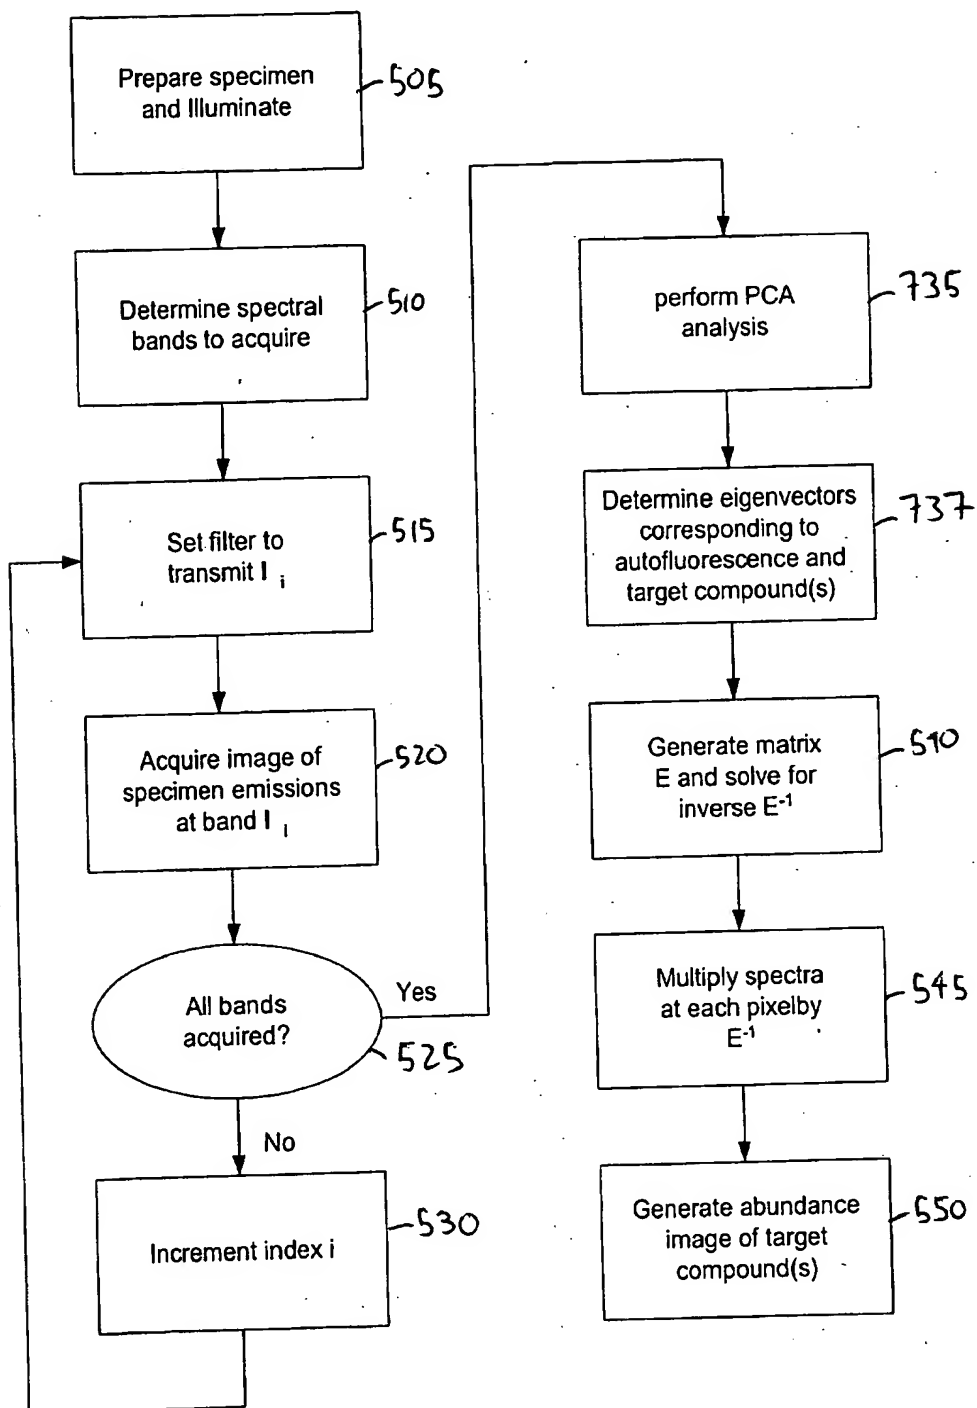 Prepare specimen
and Illuminate
505
Determine spectral
bands to acquire
510
Set filter to
transmit I i
515
Acquire image of
specimen emissions
at band I i
520
All bands
acquired?
525
Yes
No
Increment index i
530
perform PCA
analysis
735
Determine eigenvectors
corresponding to
autofluorescence and
target compound(s)
737
Generate matrix
E and solve for
inverse E⁻¹
540
Multiply spectra
at each pixelby
E⁻¹
545
Generate abundance
image of target
compound(s)
550